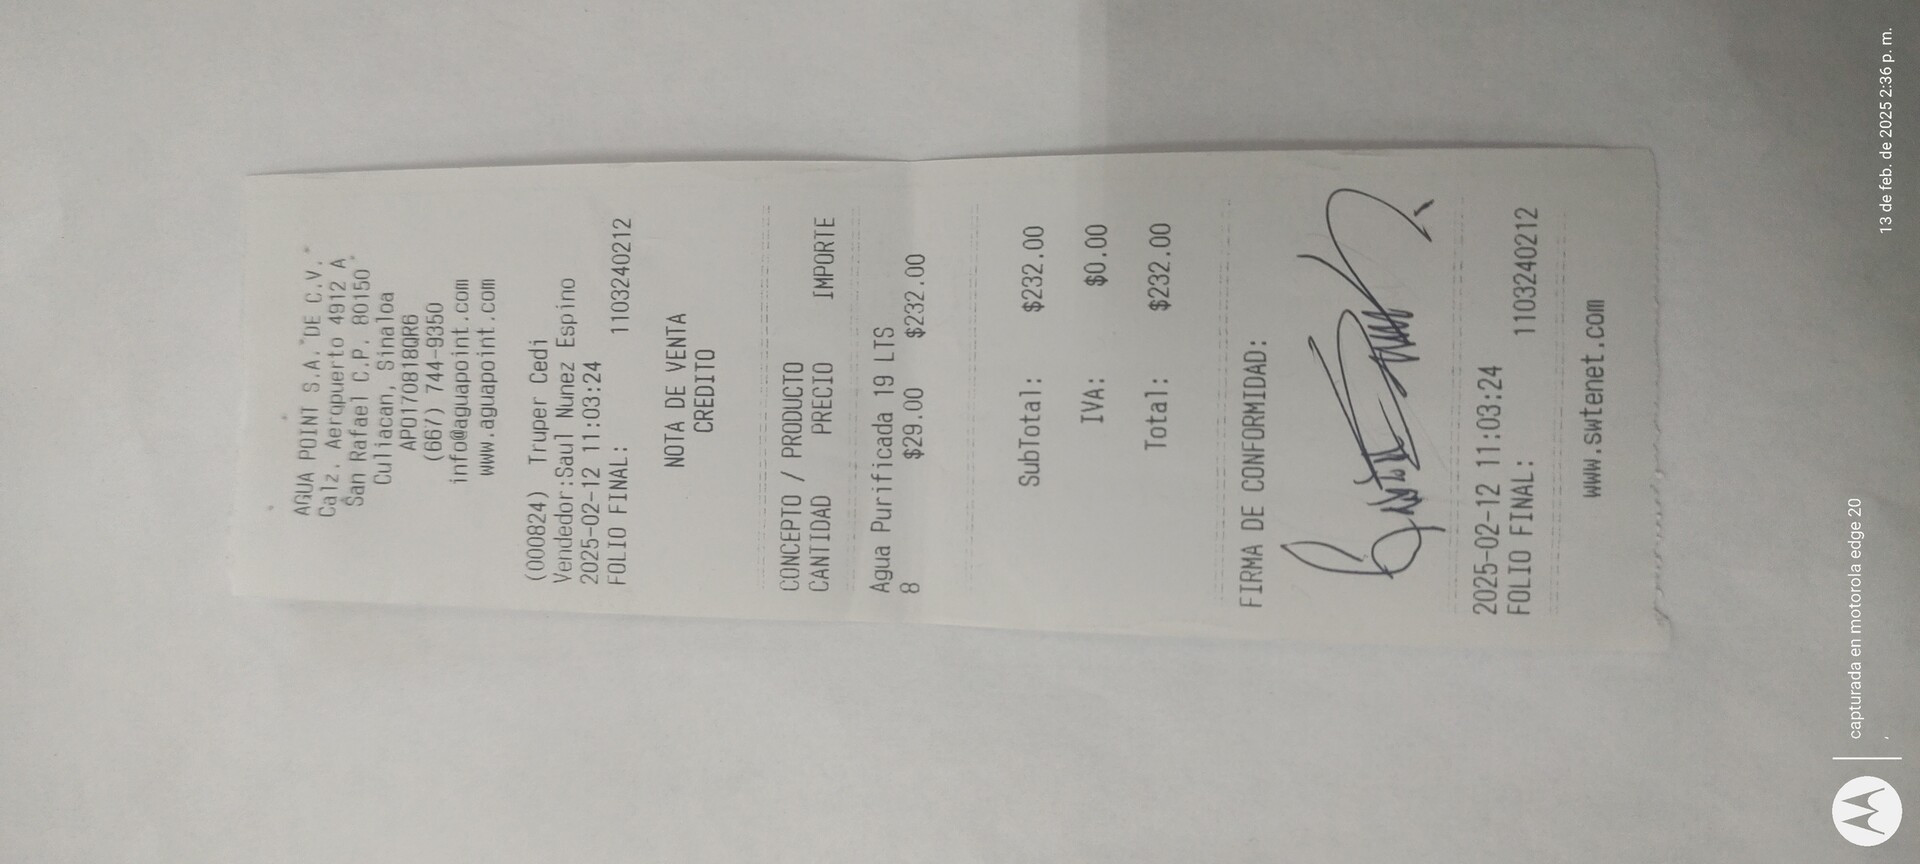 AGUA POINT S.A. DE C.V.
Calz. Aeropuerto 4912 A
San Rafael C.P. 80150
Culiacan, Sinaloa
APO170818QR6
(667) 744-9350
info@aguapoint.com
www.aguapoint.com
(000824) Truper Cedi
Vendedor:Saul Nunez Espino
2025-02-12 11:03:24
FOLIO FINAL: 1103240212
NOTA DE VENTA
CREDITO
CONCEPTO / PRODUCTO
CANTIDAD PRECIO IMPORTE
Agua Purificada 19 LTS
8 $29.00 $232.00
SubTotal: $232.00
IVA: $0.00
Total: $232.00
FIRMA DE CONFORMIDAD:
2025-02-12 11:03:24
FOLIO FINAL: 1103240212
www.swtenet.com
capturada en motorola edge 20
13 de feb. de 2025 2:36 p. m.